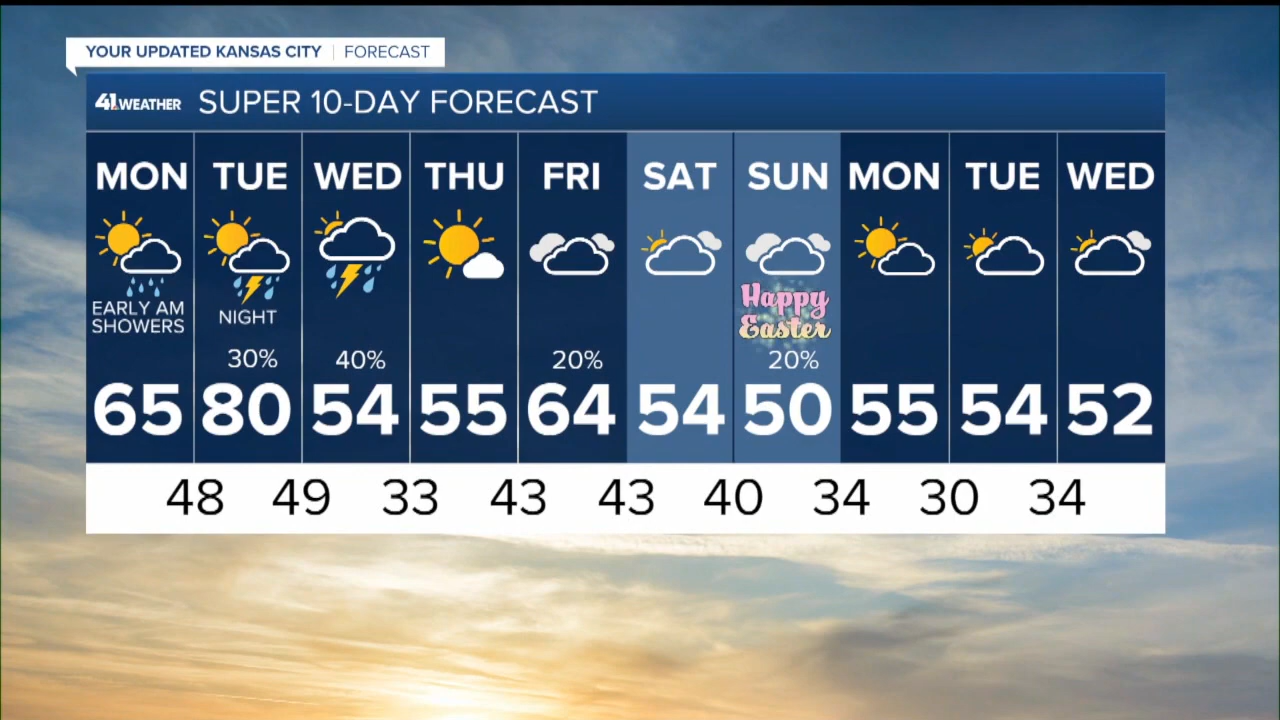 YOUR UPDATED KANSAS CITY | FORECAST
41 WEATHER SUPER 10-DAY FORECAST
MON TUE WED THU FRI SAT SUN MON TUE WED
EARLY AM
SHOWERS
NIGHT
Happy
Easter
30% 40% 20% 20%
65 80 54 55 64 54 50 55 54 52
48 49 33 43 43 40 34 30 34